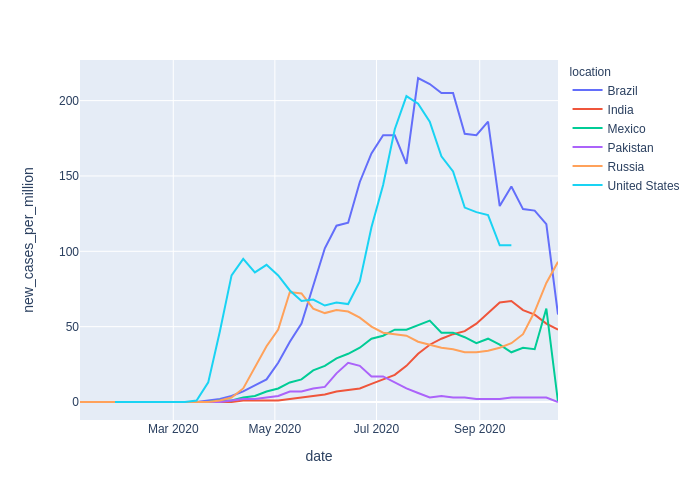 location
Brazil
India
Mexico
Pakistan
Russia
United States
new_cases_per_million
200
150
100
50
0
Mar 2020
May 2020
Jul 2020
Sep 2020
date